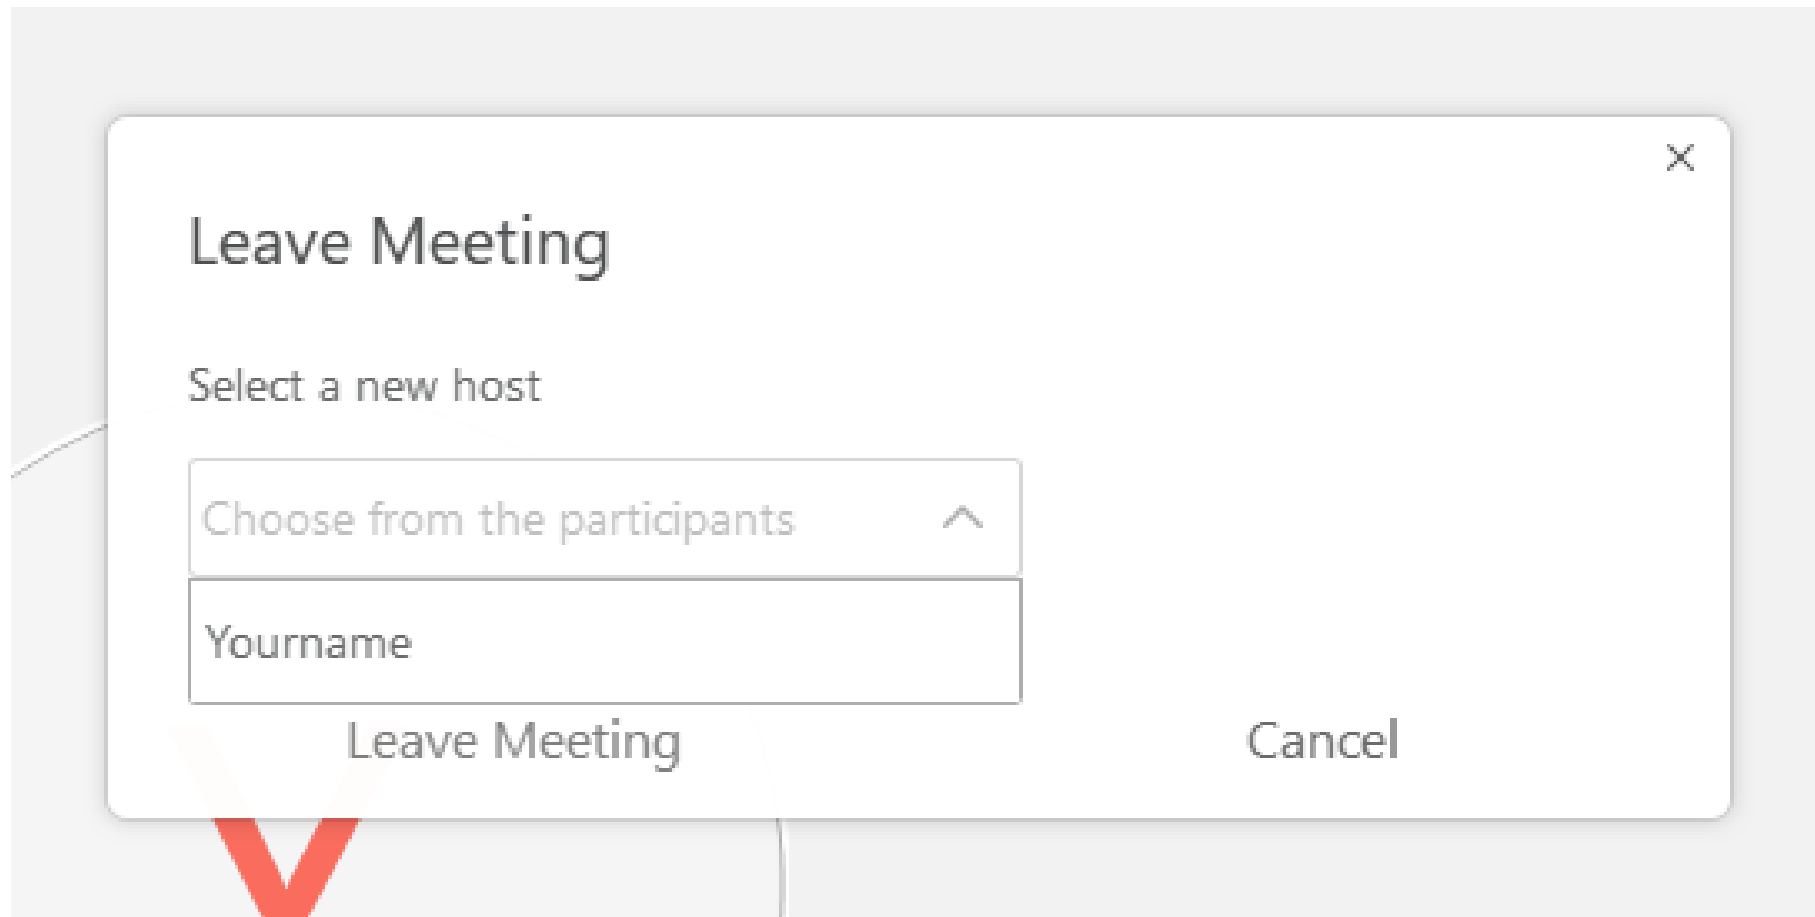 Leave Meeting
Select a new host
Choose from the participants
Yourname
Leave Meeting Cancel